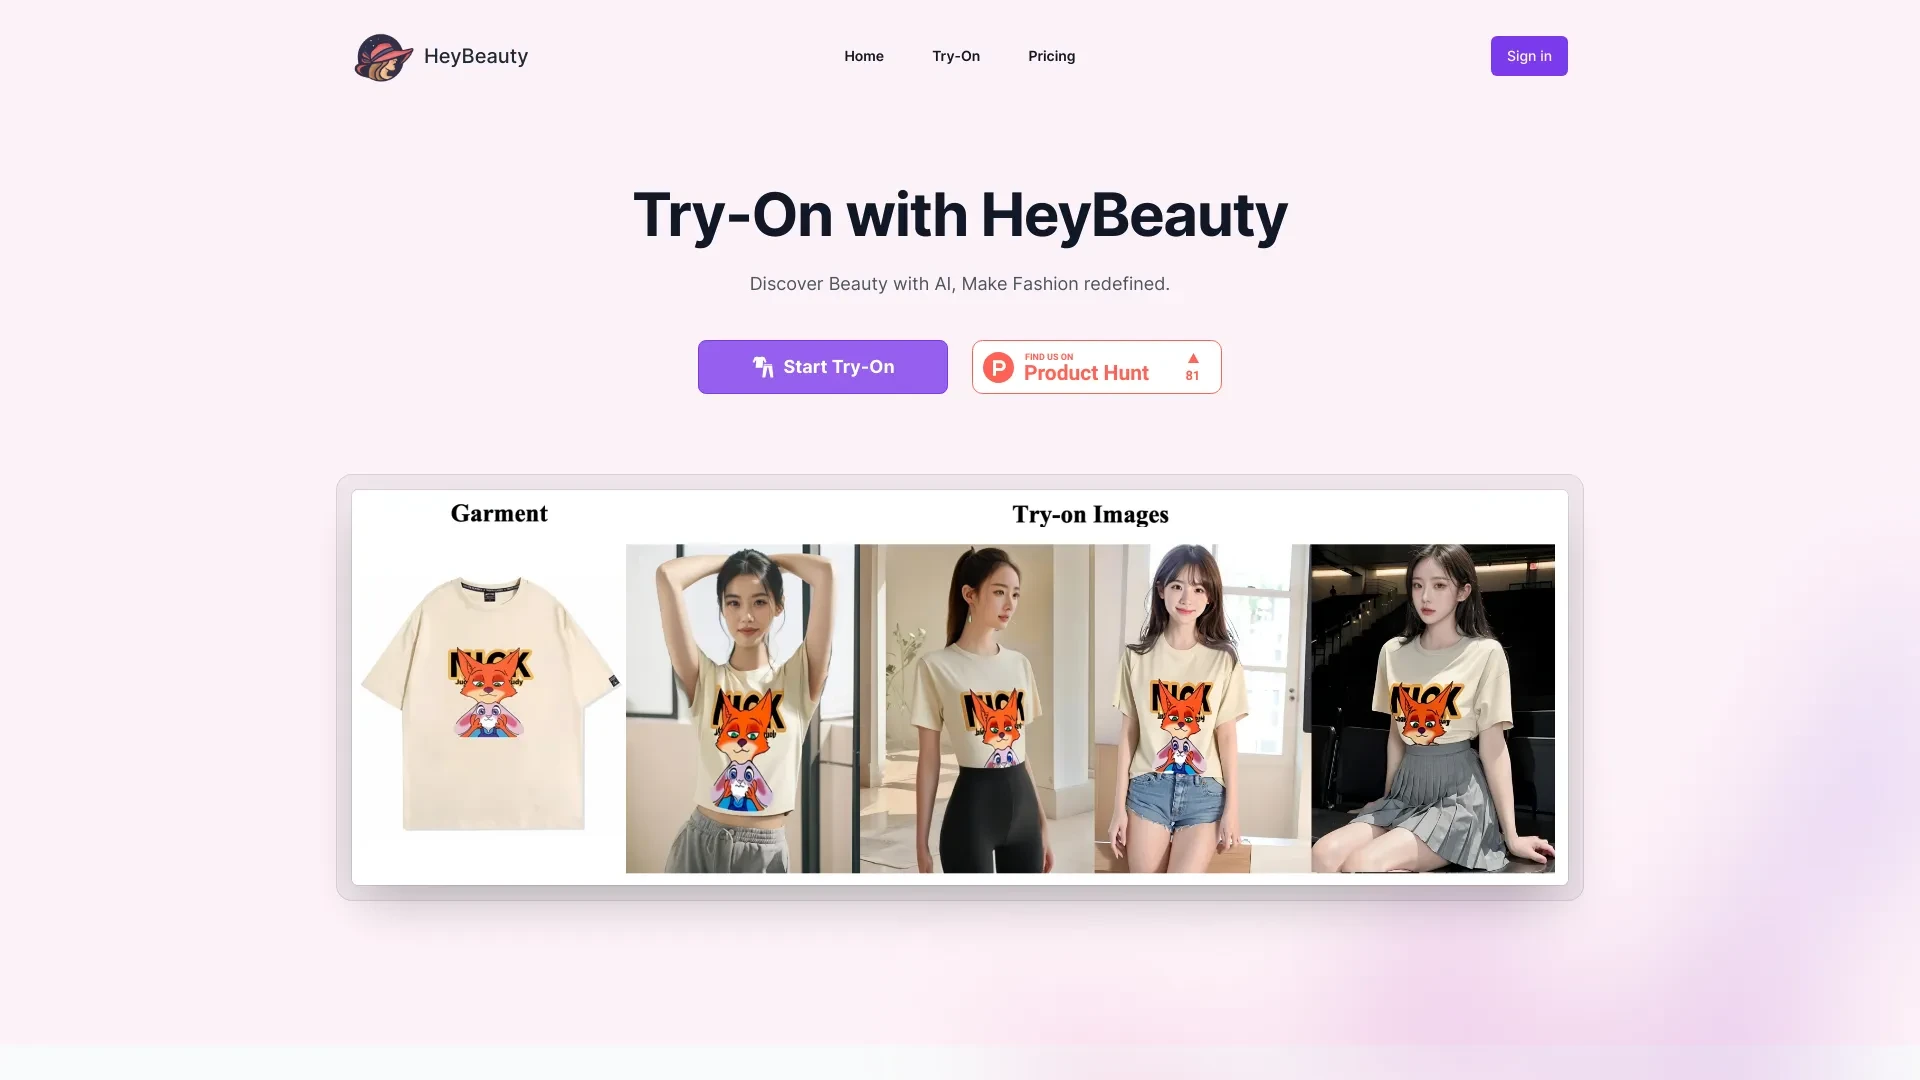 HeyBeauty
Home
Try-On
Pricing
Sign in
Try-On with HeyBeauty
Discover Beauty with AI, Make Fashion redefined.
Start Try-On
FIND US ON
Product Hunt
81
Garment
Try-on Images
NICK
NICK
NICK
NICK
NICK